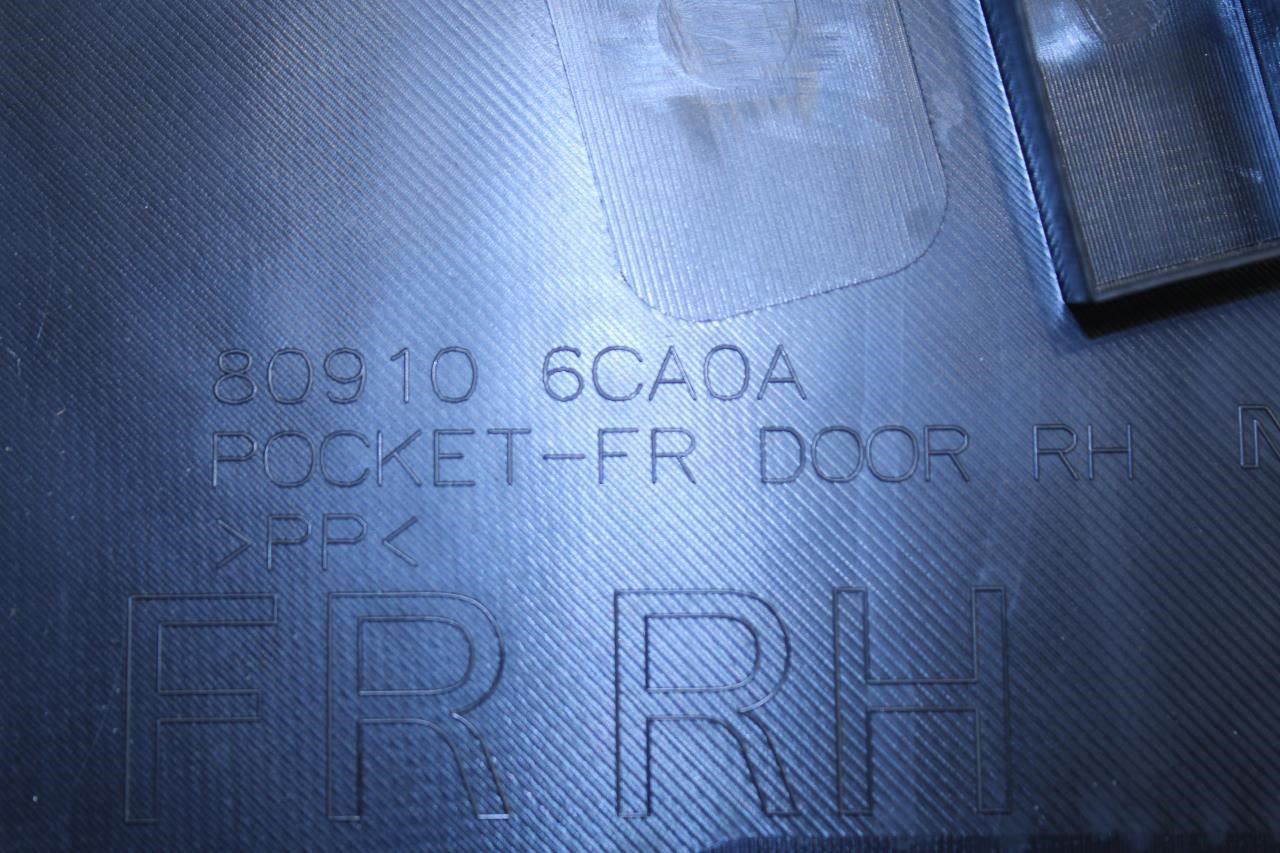 80910 6CA0A
POCKET-FR DOOR RH
>PP<
FR RH